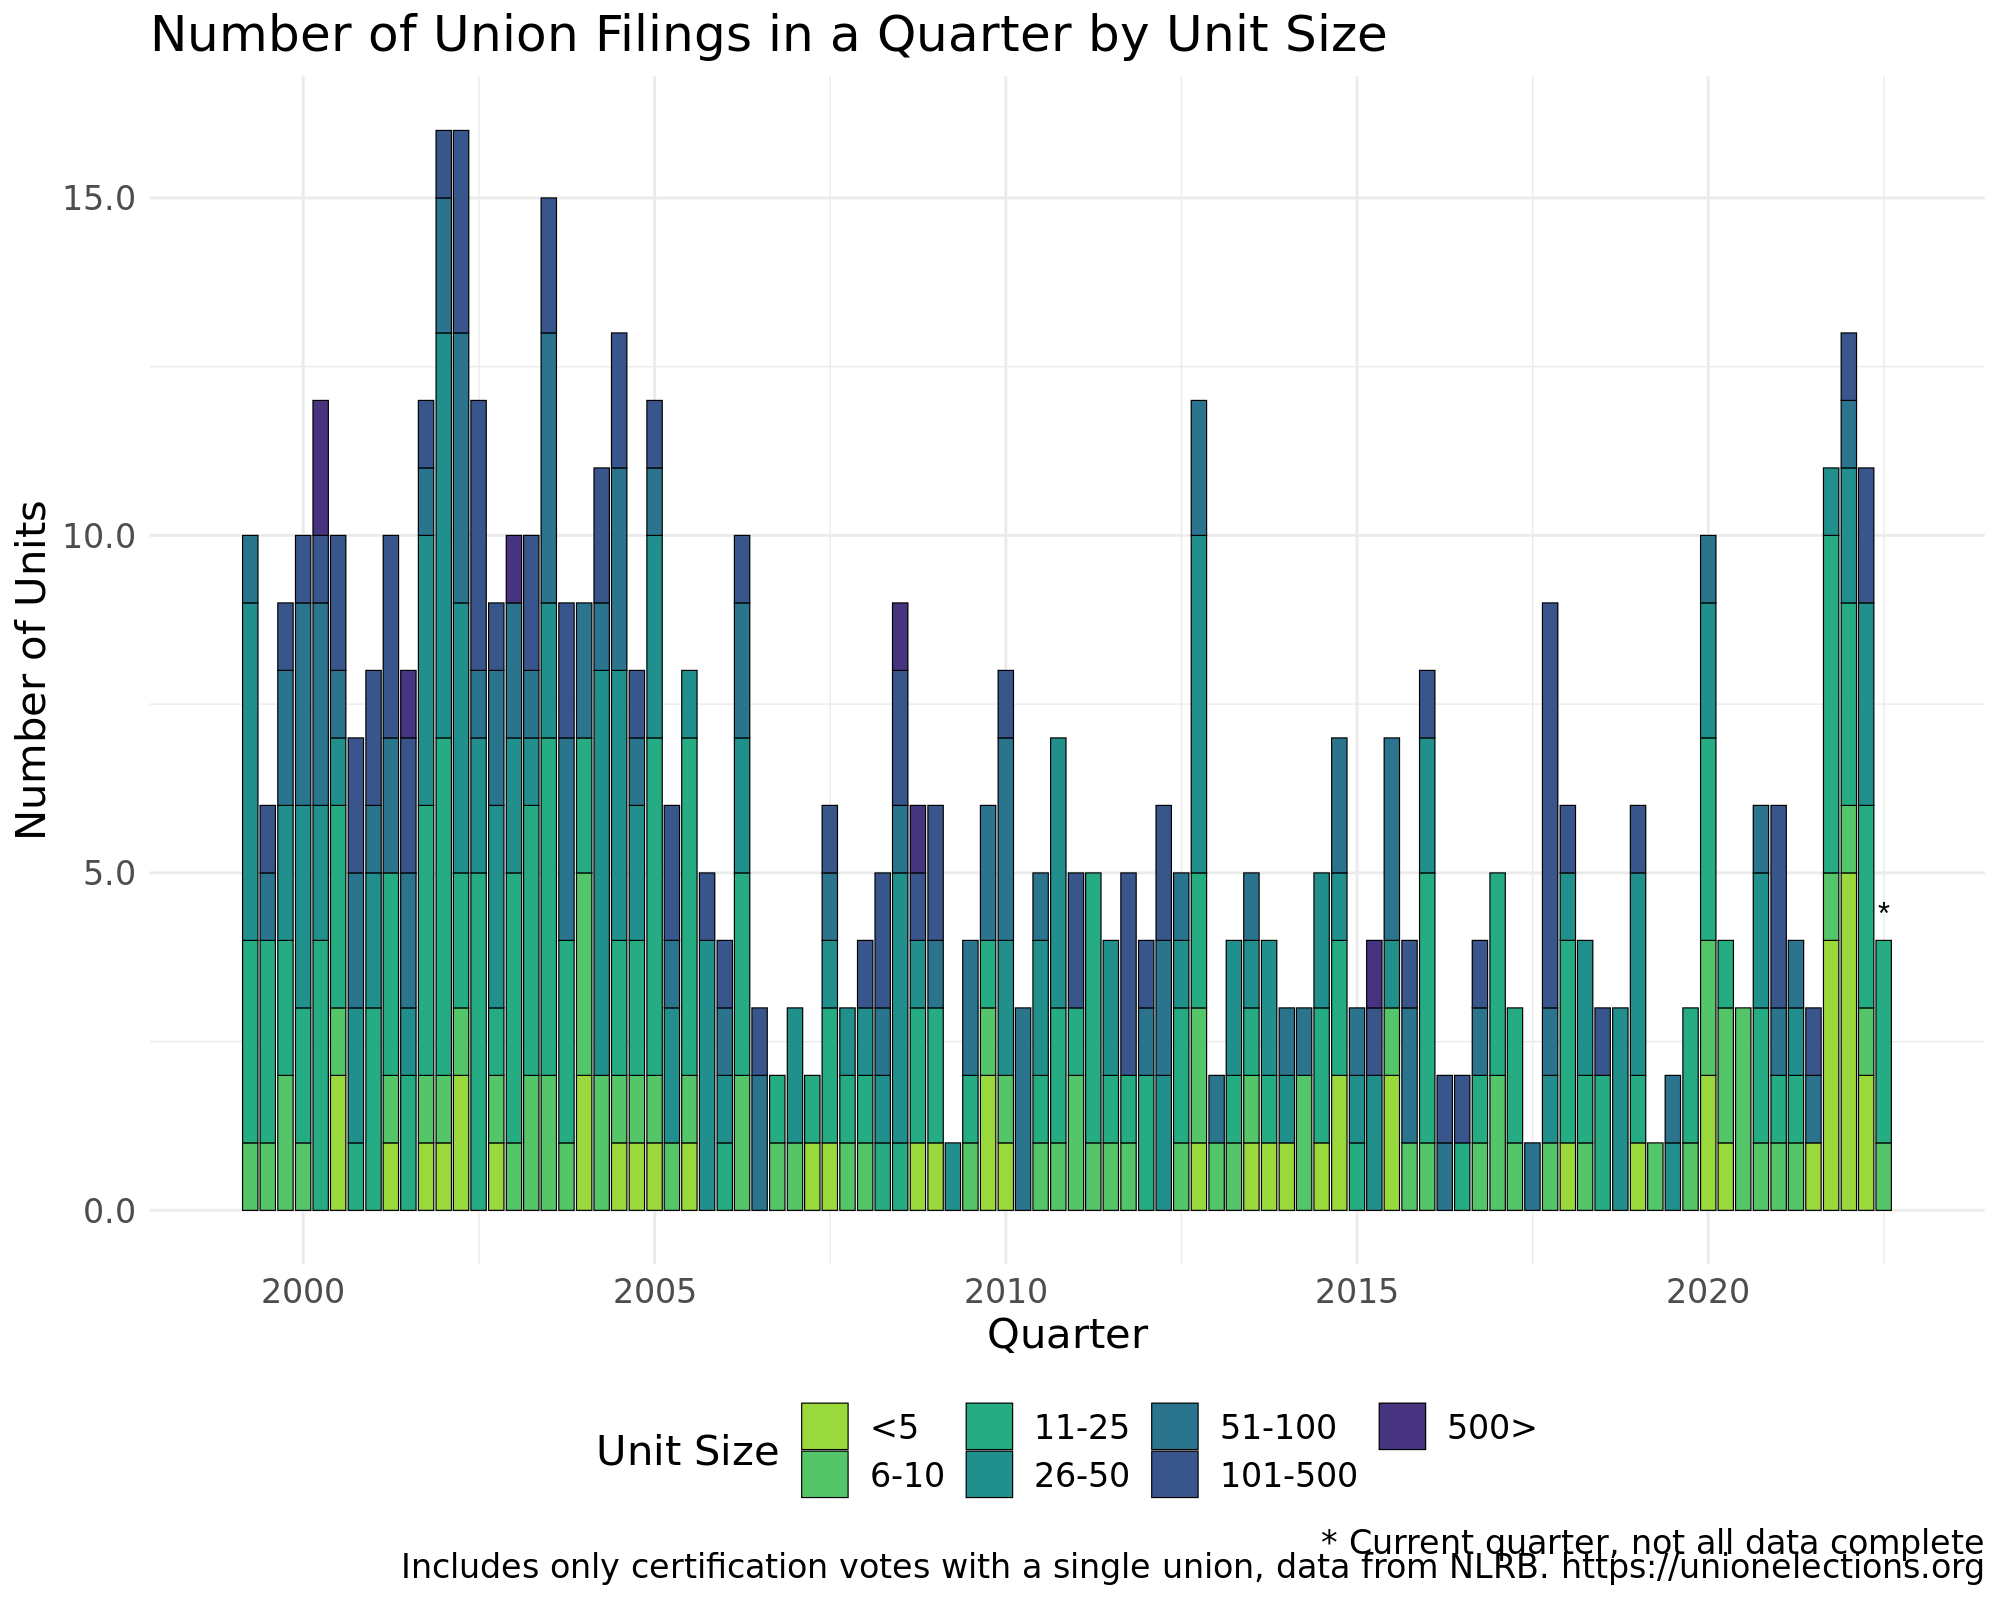 Number of Union Filings in a Quarter by Unit Size
Number of Units
15.0
10.0
5.0
0.0
*
2000 2005 2010 2015 2020
Quarter
Unit Size
<5 11-25 51-100 500>
6-10 26-50 101-500
* Current quarter, not all data complete
Includes only certification votes with a single union, data from NLRB. https://unionelections.org